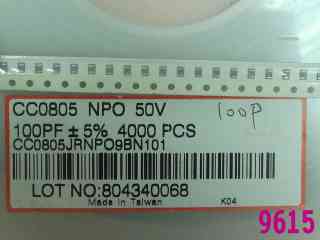 CC0805 NPO 50V
100P
100PF ± 5% 4000 PCS
CC0805JRNPO9BN101
LOT NO:804340068
Made in Taiwan K04
9615